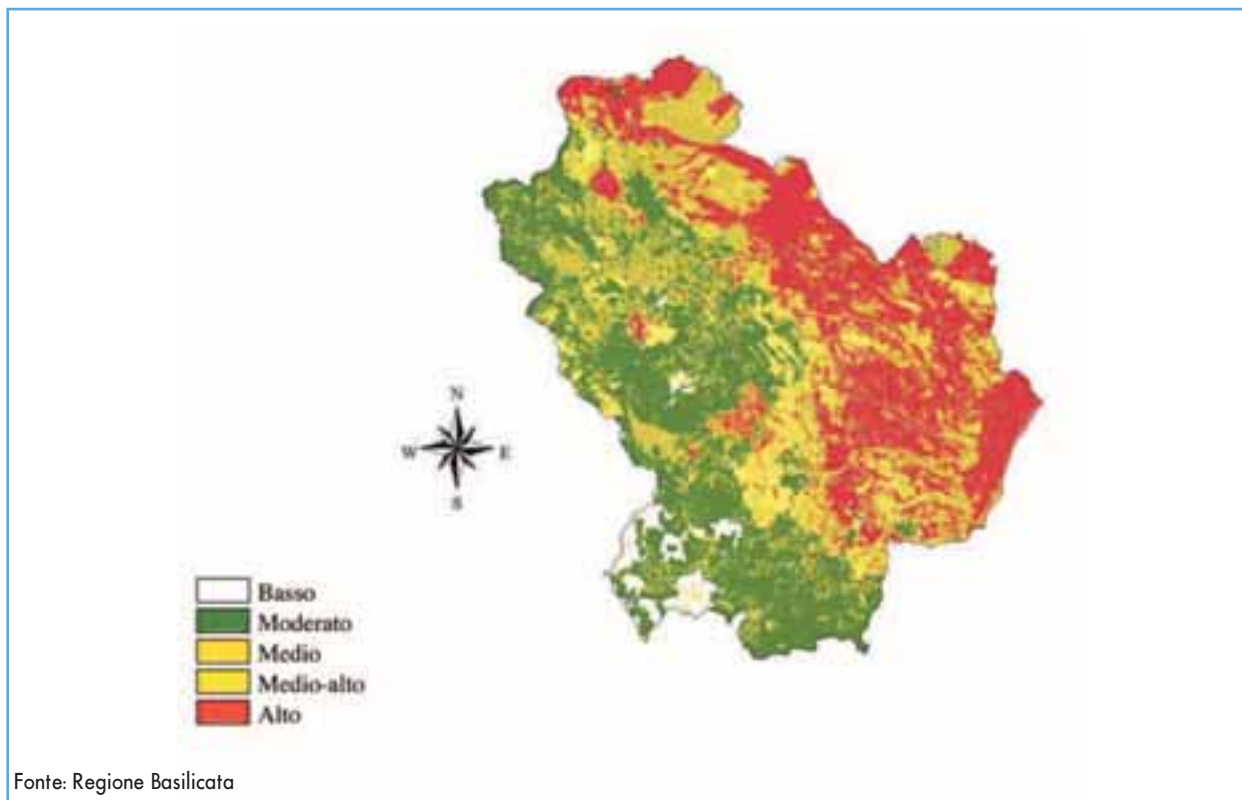 N
W E
S
Basso
Moderato
Medio
Medio-alto
Alto
Fonte: Regione Basilicata